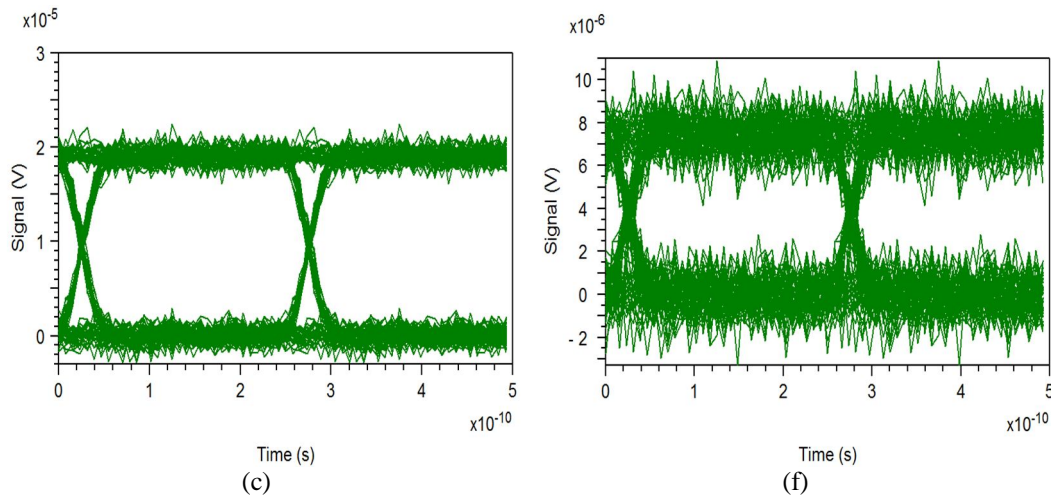 x10-5
3
2
1
0
Signal (V)
0 1 2 3 4 5
x10-10
Time (s)
(c)
x10-6
10
8
6
4
2
0
- 2
Signal (V)
0 1 2 3 4 5
x10-10
Time (s)
(f)